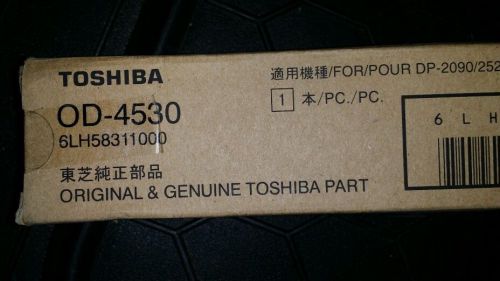 TOSHIBA
OD-4530
6LH58311000
東芝純正部品
ORIGINAL & GENUINE TOSHIBA PART
適用機種/FOR/POUR DP-2090/252
1 本/PC./PC.
6 L H